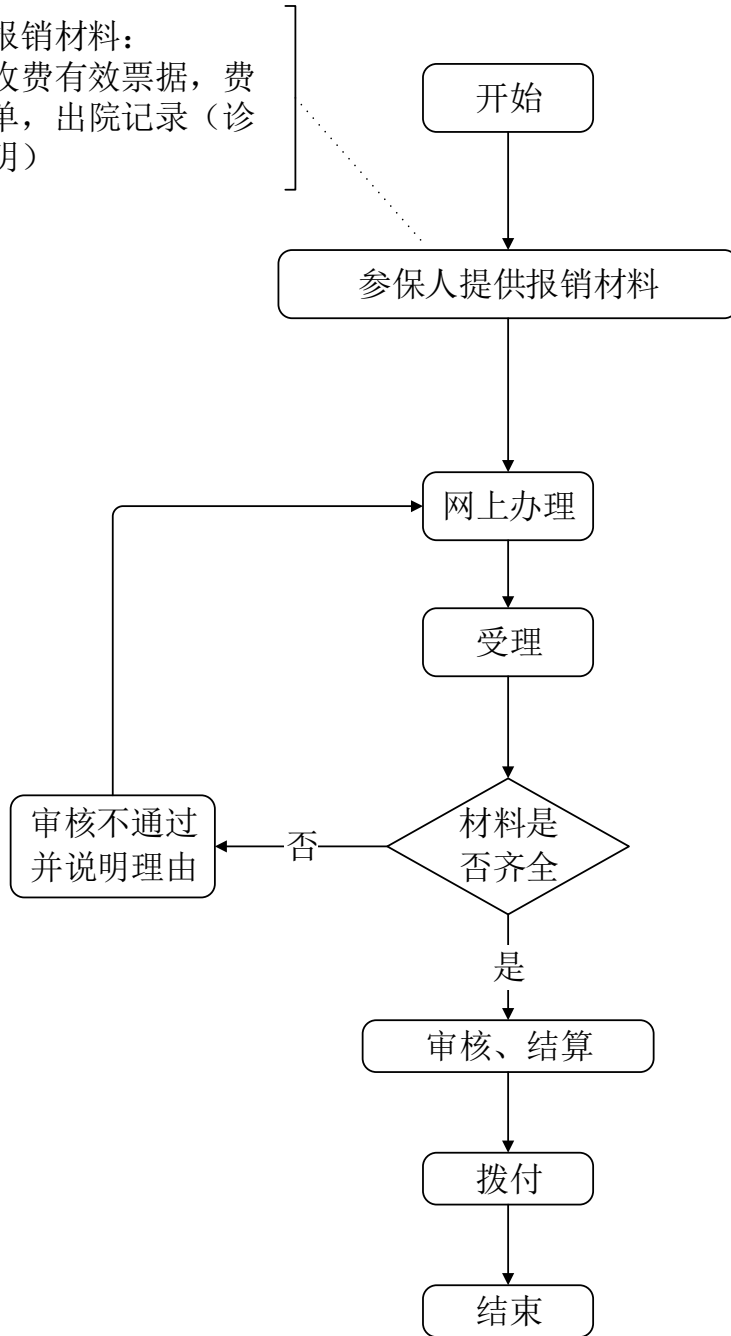 报销材料：
收费有效票据，费
单，出院记录（诊
明）
开始
参保人提供报销材料
网上办理
受理
材料是
否齐全
否
审核不通过
并说明理由
是
审核、结算
拨付
结束